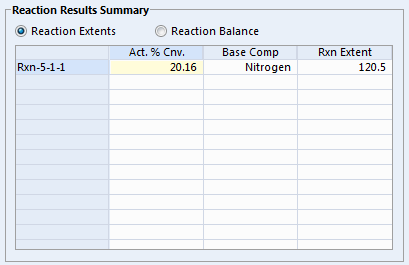 Reaction Results Summary
Reaction Extents Reaction Balance
Act. % Cnv. Base Comp Rxn Extent
Rxn-5-1-1 20.16 Nitrogen 120.5